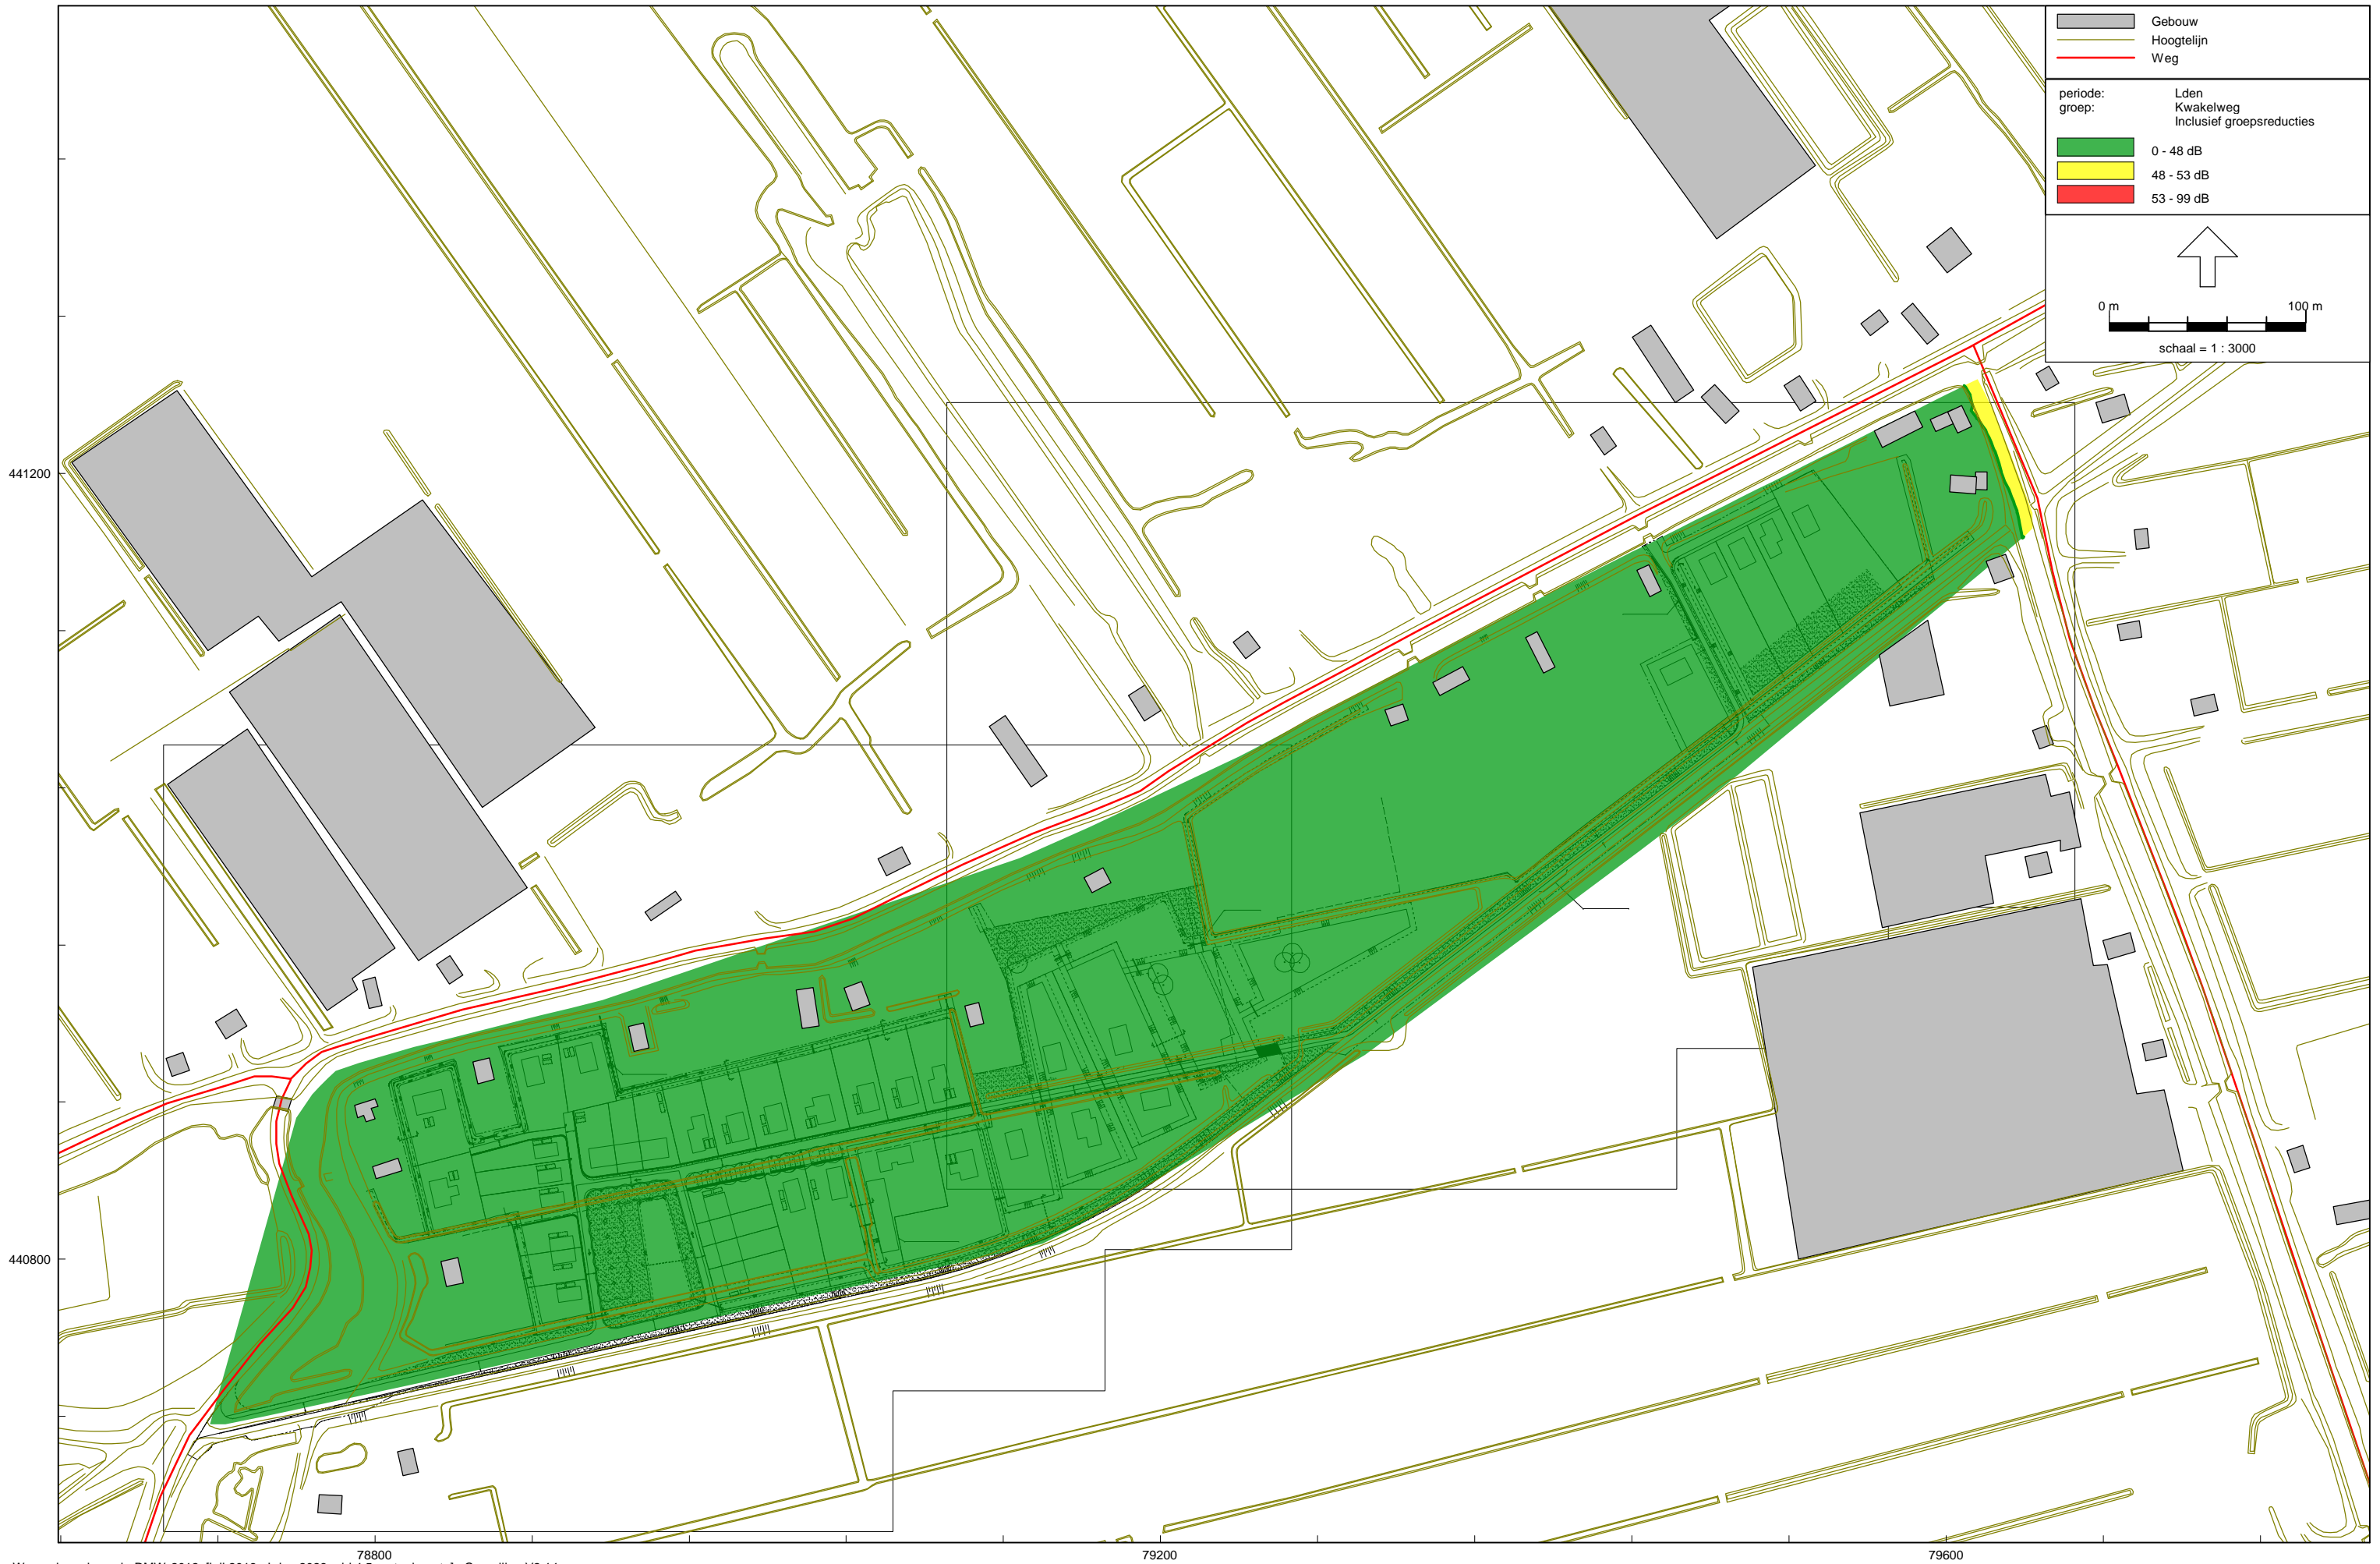 Gebouw
Hoogtelijn
Weg
periode: Lden
groep: Kwakelweg
Inclusief groepsreducties
0 - 48 dB
48 - 53 dB
53 - 99 dB
0 m 100 m
schaal = 1 : 3000
441200
440800
78800 79200 79600